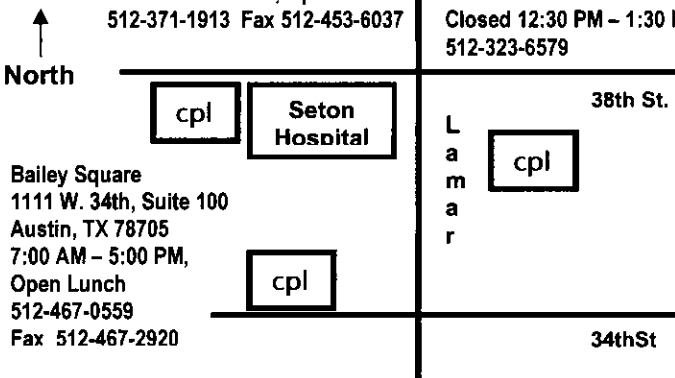 512-371-1913 Fax 512-453-6037
Closed 12:30 PM – 1:30
512-323-6579
North
38th St.
cpl
Seton
Hospital
Lamar
cpl
Bailey Square
1111 W. 34th, Suite 100
Austin, TX 78705
7:00 AM – 5:00 PM,
Open Lunch
512-467-0559
Fax 512-467-2920
cpl
34thSt